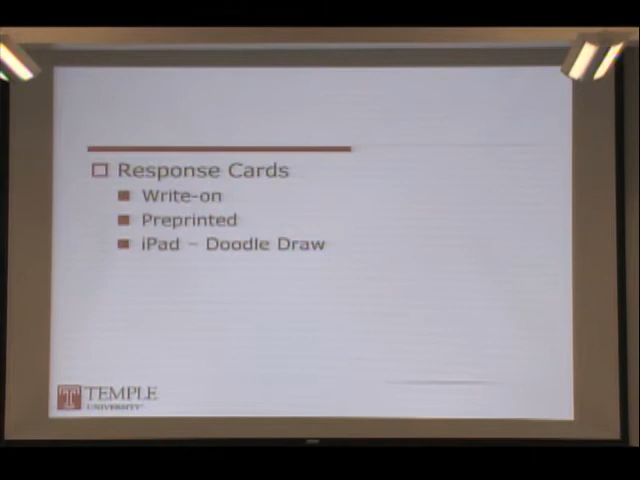 Response Cards
Write-on
Preprinted
iPad – Doodle Draw
TEMPLE
UNIVERSITY